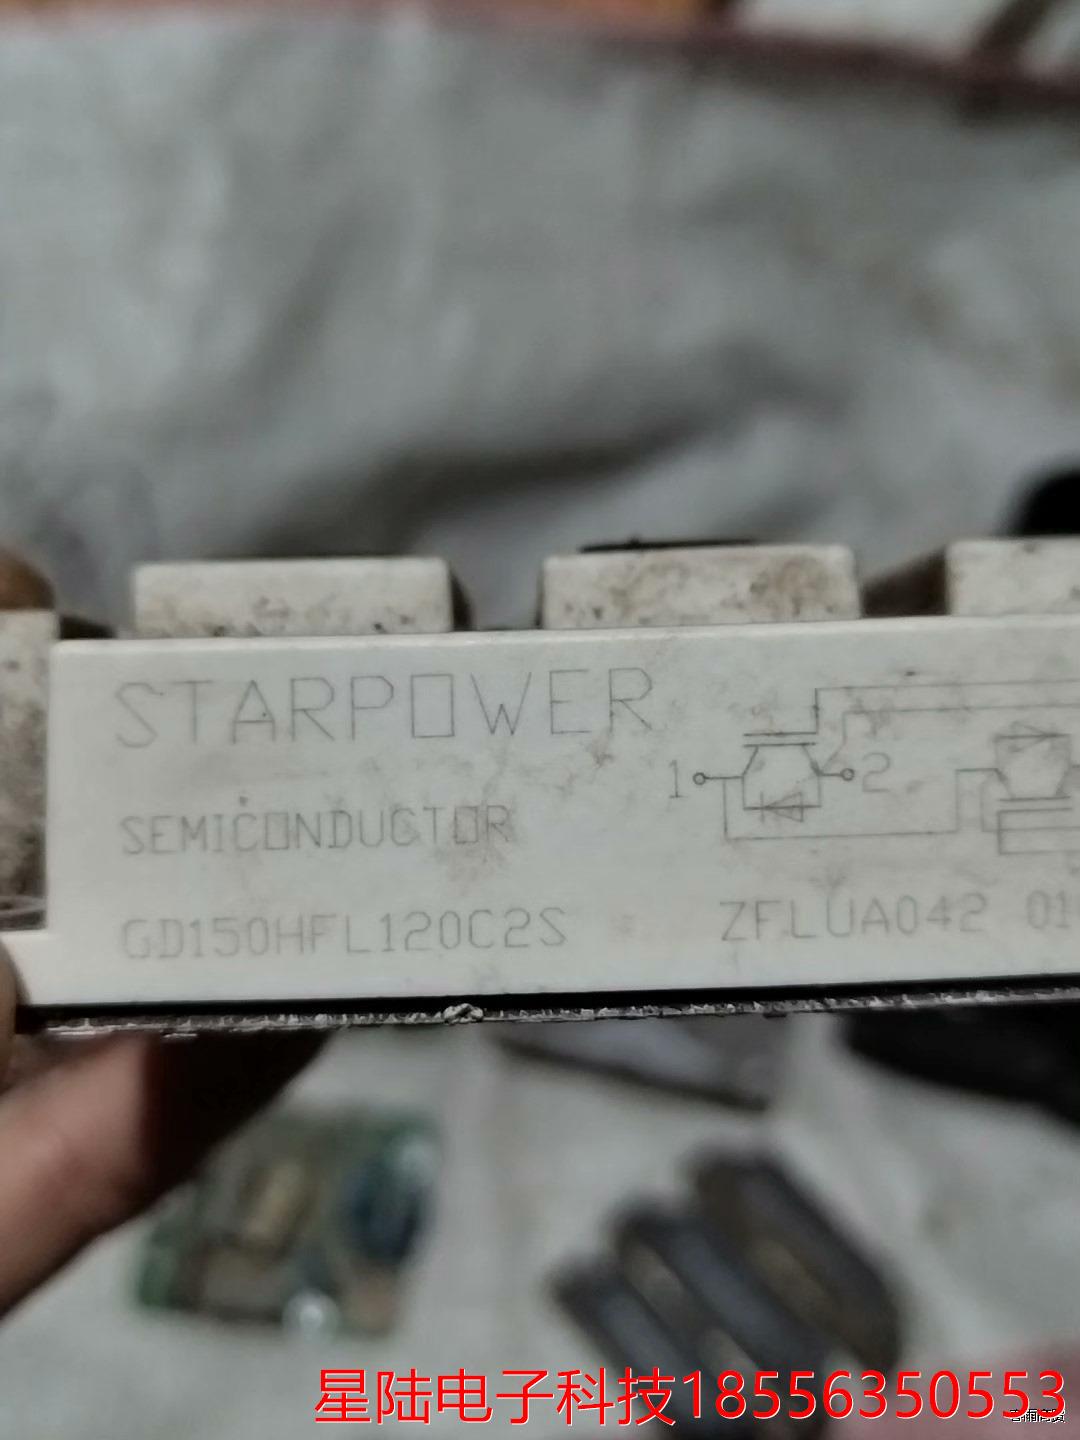 STARPOWER
1 2
SEMICONDUCTOR
GD150HFL120C2S ZFLUA042 01
星陆电子科技18556350553